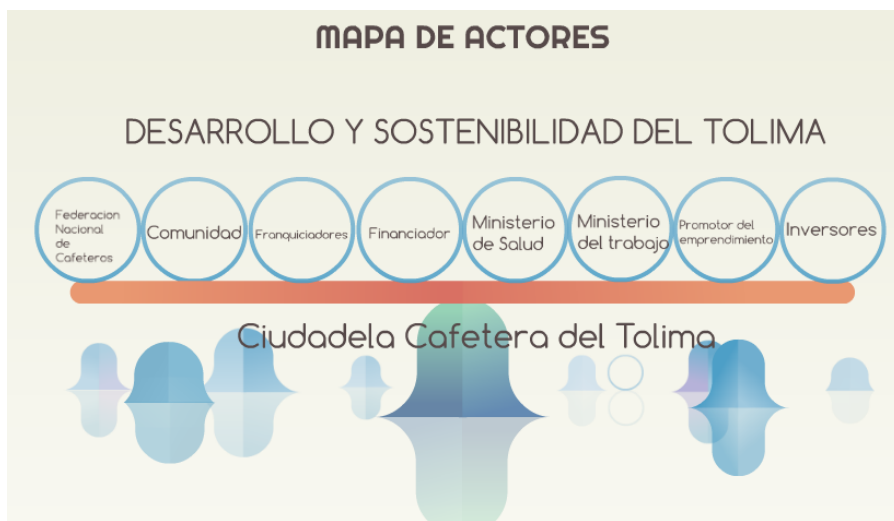 MAPA DE ACTORES
DESARROLLO Y SOSTENIBILIDAD DEL TOLIMA
Federacion
Nacional
de
Cafeteros
Comunidad
Franquiciadores
Financiador
Ministerio
de Salud
Ministerio
del trabajo
Promotor del
emprendimiento
Inversores
Ciudadela Cafetera del Tolima